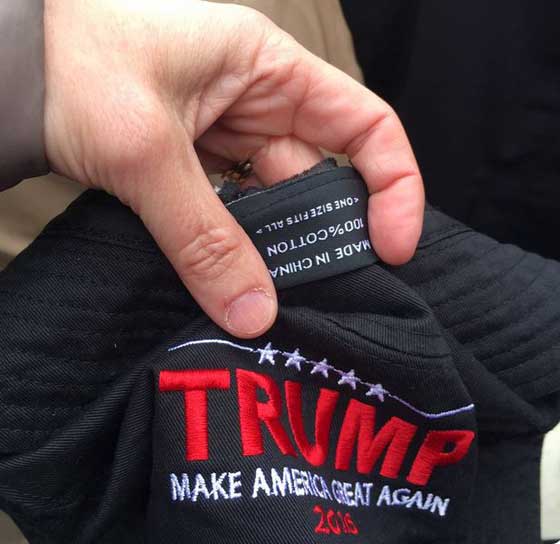 MADE IN CHINA
100%COTTON
<ONE SIZE FITS ALL>
TRUMP
MAKE AMERICA GREAT AGAIN
2016